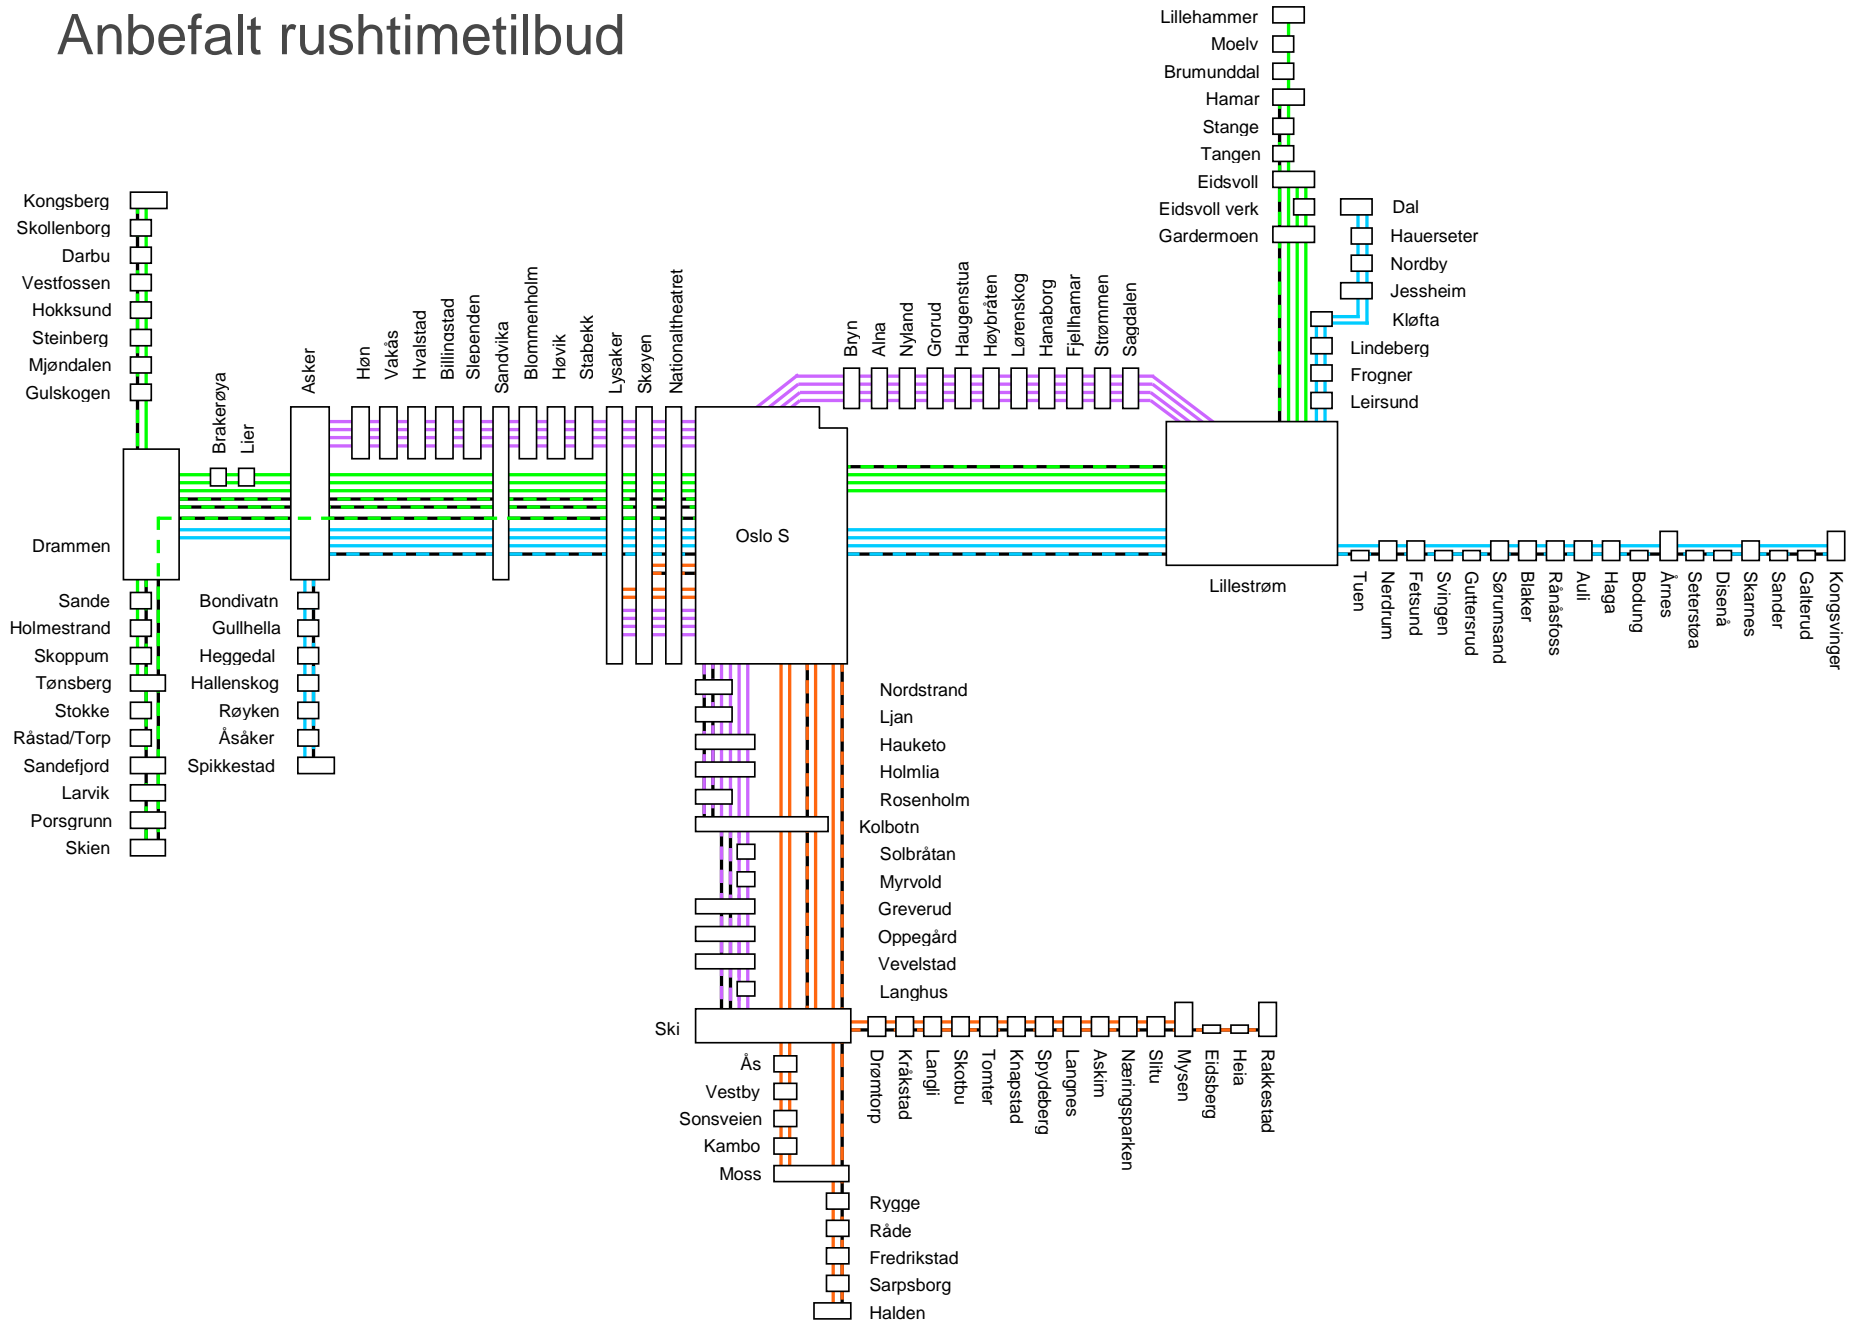 Anbefalt rushtimetilbud
Lillehammer
Moelv
Brumunddal
Hamar
Stange
Tangen
Eidsvoll
Eidsvoll verk
Gardermoen
Dal
Hauerseter
Nordby
Jessheim
Kløfta
Lindeberg
Frogner
Leirsund
Kongsberg
Skollenborg
Darbu
Vestfossen
Hokksund
Steinberg
Mjøndalen
Gulskogen
Brakerøya
Lier
Asker
Høn
Vakås
Hvalstad
Billingstad
Slependen
Sandvika
Blommenholm
Høvik
Stabekk
Lysaker
Skøyen
Nationaltheatret
Bryn
Alna
Nyland
Grorud
Haugenstua
Høybråten
Lørenskog
Hanaborg
Fjellhamar
Strømmen
Sagdalen
Drammen
Oslo S
Lillestrøm
Tuen
Nerdrum
Fetsund
Svingen
Guttersrud
Sørumsand
Blaker
Rånåsfoss
Auli
Haga
Bodung
Årnes
Seterstøa
Disenå
Skarnes
Sander
Galterud
Kongsvinger
Sande
Holmestrand
Skoppum
Tønsberg
Stokke
Råstad/Torp
Sandefjord
Larvik
Porsgrunn
Skien
Bondivatn
Gullhella
Heggedal
Hallenskog
Røyken
Åsåker
Spikkestad
Nordstrand
Ljan
Hauketo
Holmlia
Rosenholm
Kolbotn
Solbråtan
Myrvold
Greverud
Oppegård
Vevelstad
Langhus
Ski
Drømtorp
Kråkstad
Langli
Skotbu
Tomter
Knapstad
Spydeberg
Langnes
Askim
Næringsparken
Slitu
Mysen
Eidsberg
Heia
Rakkestad
Ås
Vestby
Sonsveien
Kambo
Moss
Rygge
Råde
Fredrikstad
Sarpsborg
Halden